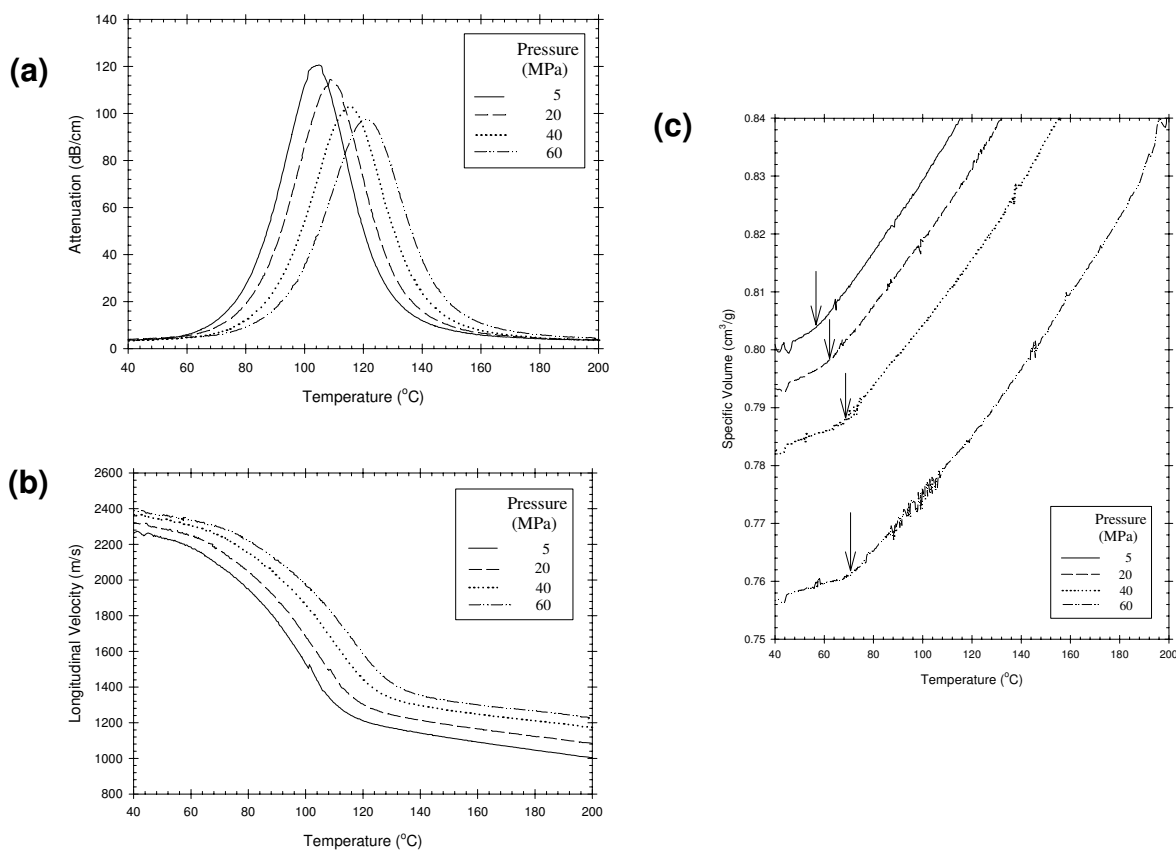 (a)
140
120
100
80
60
40
20
0
Attenuation (dB/cm)
40 60 80 100 120 140 160 180 200
Temperature (°C)
Pressure
(MPa)
5
20
40
60
(b)
2600
2400
2200
2000
1800
1600
1400
1200
1000
800
Longitudinal Velocity (m/s)
40 60 80 100 120 140 160 180 200
Temperature (°C)
Pressure
(MPa)
5
20
40
60
(c)
0.84
0.83
0.82
0.81
0.80
0.79
0.78
0.77
0.76
0.75
Specific Volume (cm³/g)
40 60 80 100 120 140 160 180 200
Temperature (°C)
Pressure
(MPa)
5
20
40
60